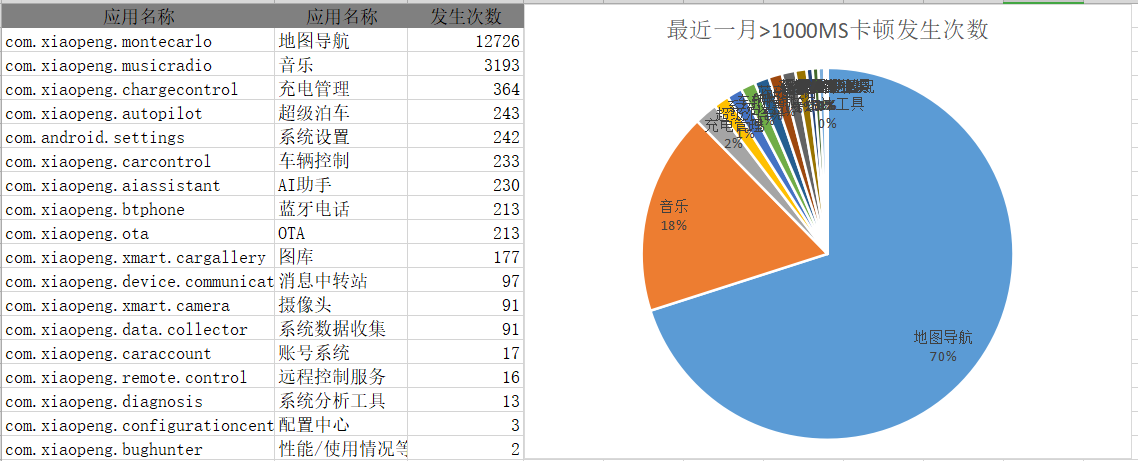 应用名称 应用名称 发生次数
com.xiaopeng.montecarlo 地图导航 12726
com.xiaopeng.musicradio 音乐 3193
com.xiaopeng.chargecontrol 充电管理 364
com.xiaopeng.autopilot 超级泊车 243
com.android.settings 系统设置 242
com.xiaopeng.carcontrol 车辆控制 233
com.xiaopeng.aiassistant AI助手 230
com.xiaopeng.btphone 蓝牙电话 213
com.xiaopeng.ota OTA 213
com.xiaopeng.xmart.cargallery 图库 177
com.xiaopeng.device.communicat 消息中转站 97
com.xiaopeng.xmart.camera 摄像头 91
com.xiaopeng.data.collector 系统数据收集 91
com.xiaopeng.caraccount 账号系统 17
com.xiaopeng.remote.control 远程控制服务 16
com.xiaopeng.diagnosis 系统分析工具 13
com.xiaopeng.configurationcent 配置中心 3
com.xiaopeng.bughunter 性能/使用情况等 2
最近一月>1000MS卡顿发生次数
工具
0%
充电管理
2%
音乐
18%
地图导航
70%